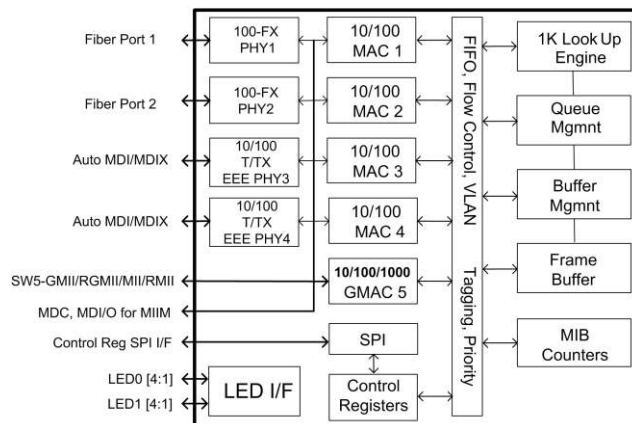 Fiber Port 1
100-FX
PHY1
10/100
MAC 1
1K Look Up
Engine
Fiber Port 2
100-FX
PHY2
10/100
MAC 2
Queue
Mgmnt
Auto MDI/MDIX
10/100
T/TX
EEE PHY3
10/100
MAC 3
Buffer
Mgmnt
Auto MDI/MDIX
10/100
T/TX
EEE PHY4
10/100
MAC 4
Frame
Buffer
SW5-GMII/RGMII/MII/RMII
10/100/1000
GMAC 5
MDC, MDI/O for MIIM
Control Reg SPI I/F
SPI
MIB
Counters
LED0 [4:1]
LED1 [4:1]
LED I/F
Control
Registers
FIFO, Flow Control, VLAN Tagging, Priority